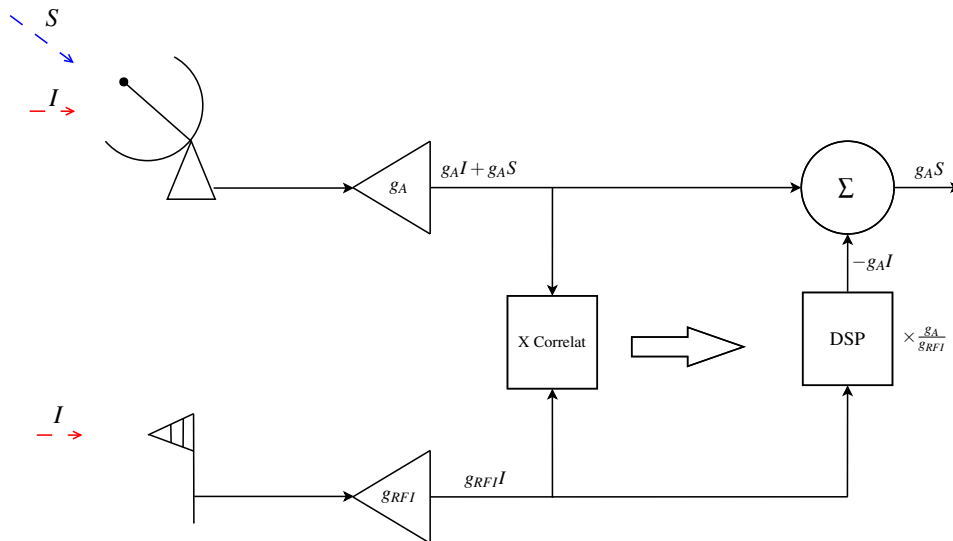 S
I
g_A
g_A I + g_A S
Σ
g_A S
−g_A I
X Correlat
DSP
× g_A / g_RFI
I
g_RFI
g_RFI I